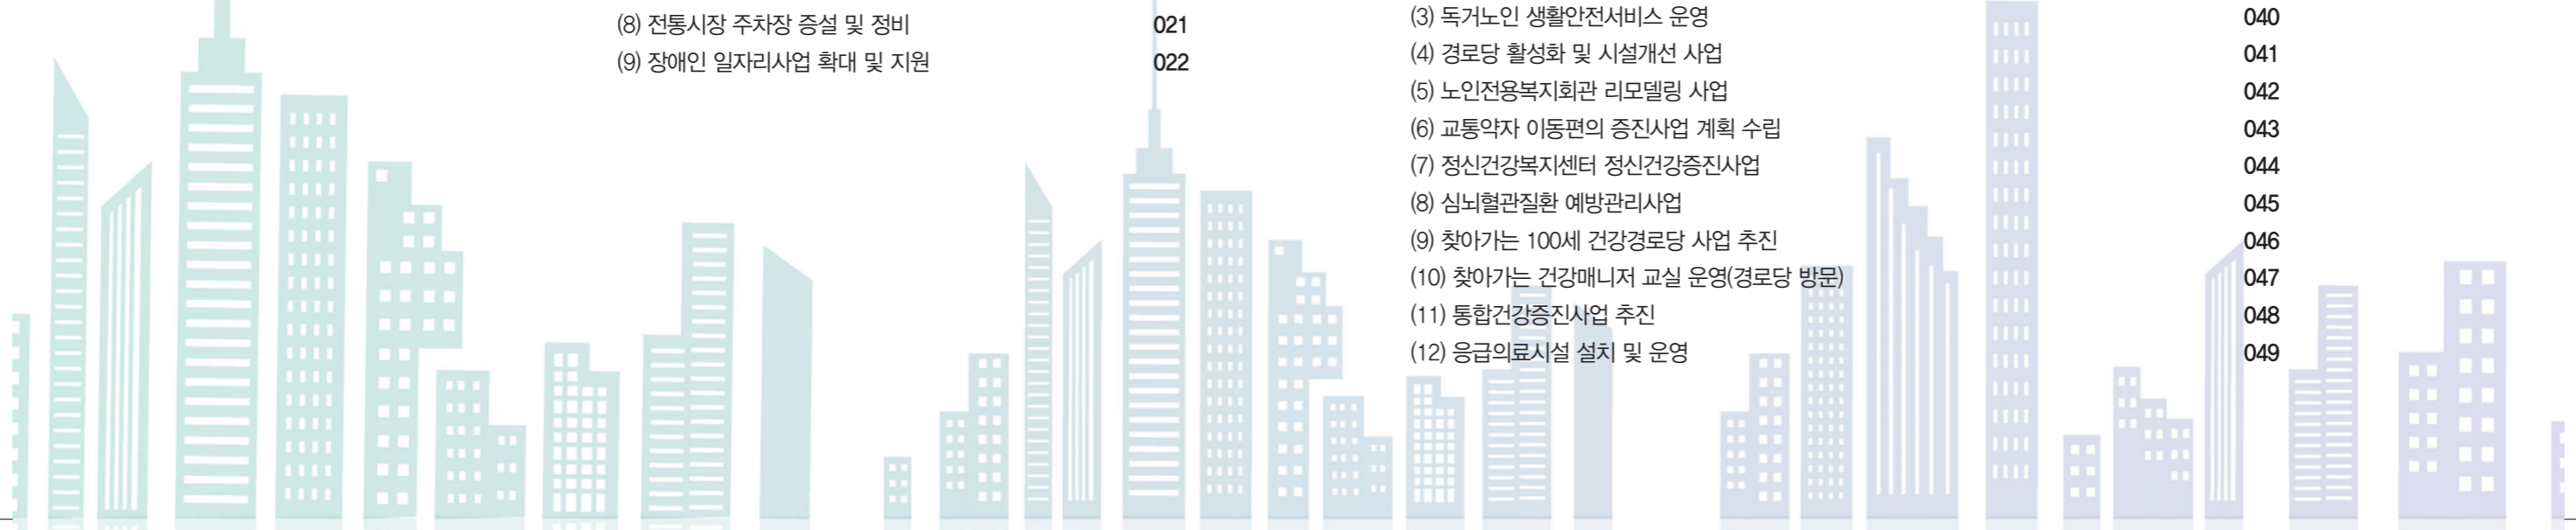 (8) 전통시장 주차장 증설 및 정비 021
(9) 장애인 일자리사업 확대 및 지원 022
(3) 독거노인 생활안전서비스 운영 040
(4) 경로당 활성화 및 시설개선 사업 041
(5) 노인전용복지회관 리모델링 사업 042
(6) 교통약자 이동편의 증진사업 계획 수립 043
(7) 정신건강복지센터 정신건강증진사업 044
(8) 심뇌혈관질환 예방관리사업 045
(9) 찾아가는 100세 건강경로당 사업 추진 046
(10) 찾아가는 건강매니저 교실 운영(경로당 방문) 047
(11) 통합건강증진사업 추진 048
(12) 응급의료시설 설치 및 운영 049